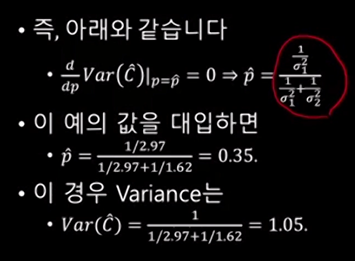 • 즉, 아래와 같습니다
• $\frac{d}{dp}Var(\hat{C})|_{p=\hat{p}} = 0 \Rightarrow \hat{p} = \frac{\frac{1}{\sigma_1^2}}{\frac{1}{\sigma_1^2}+\frac{1}{\sigma_2^2}}$
• 이 예의 값을 대입하면
• $\hat{p} = \frac{1/2.97}{1/2.97+1/1.62} = 0.35.$
• 이 경우 Variance는
• $Var(\hat{C}) = \frac{1}{1/2.97+1/1.62} = 1.05.$